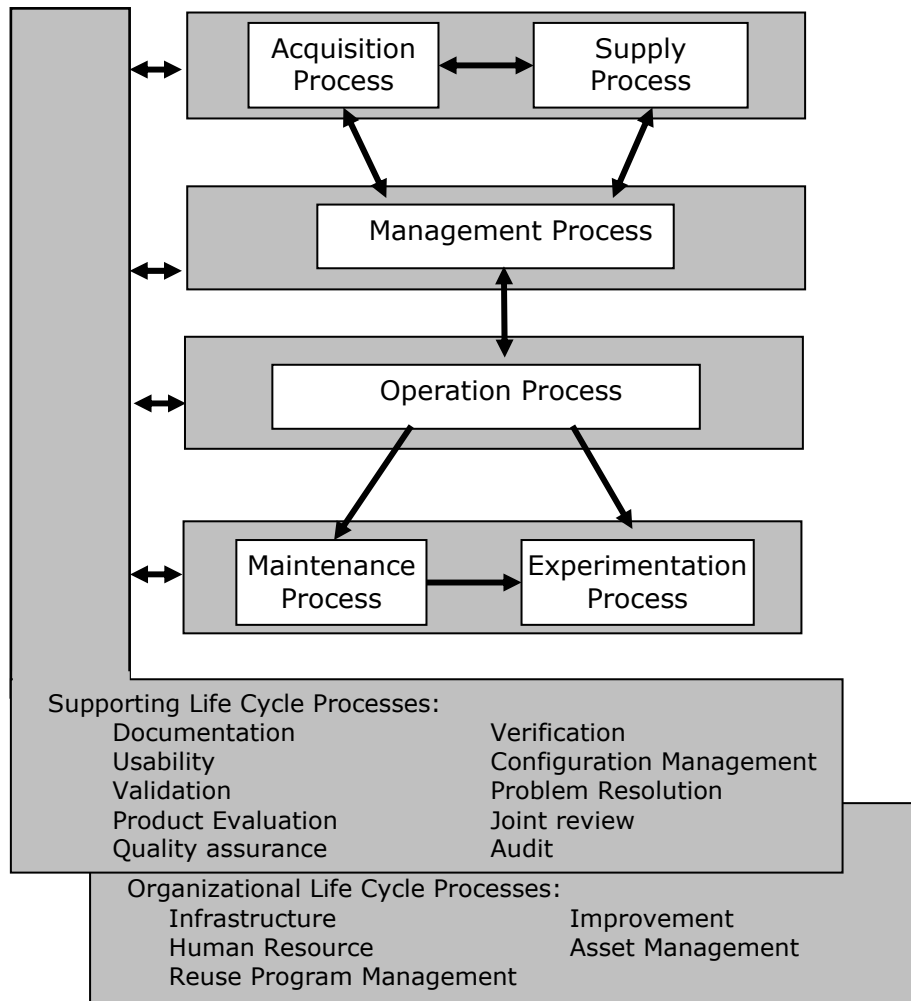 Acquisition
Process
Supply
Process
Management Process
Operation Process
Maintenance
Process
Experimentation
Process
Supporting Life Cycle Processes:
Documentation
Verification
Usability
Configuration Management
Validation
Problem Resolution
Product Evaluation
Joint review
Quality assurance
Audit
Organizational Life Cycle Processes:
Infrastructure
Improvement
Human Resource
Asset Management
Reuse Program Management